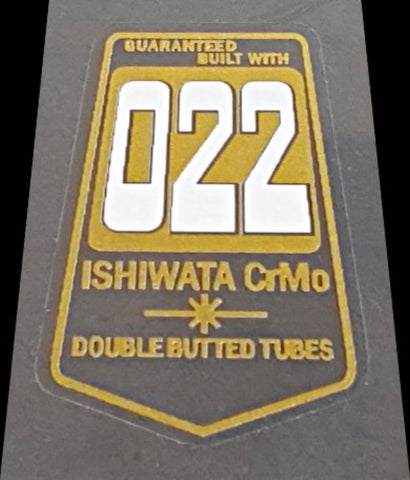 GUARANTEED
BUILT WITH
022
ISHIWATA CrMo
DOUBLE BUTTED TUBES